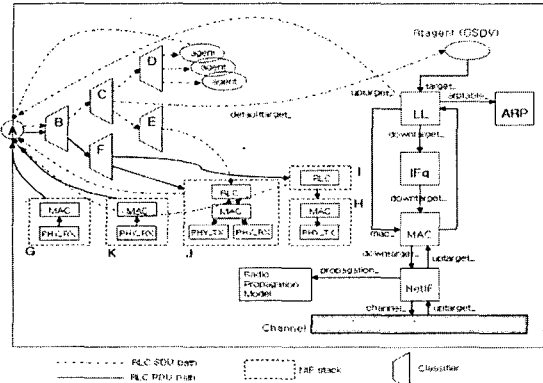 Rtagent (DSDV)
agent
agent
agent
D
C
B
A
E
F
uptarget_
target_
arptable_
LL
ARP
defaulttarget_
downtarget_
IFq
downtarget_
mac_
MAC
downtarget_
uptarget_
propagation_
Radio
Propagation
Model
NetIF
channel_
uptarget_
Channel
RLC
I
RLC
MAC
PHY_TX
H
MAC
PHY_RX
G
MAC
PHY_RX
K
MAC
J
RLC SDU path
RLC PDU path
NIF stack
Classifier